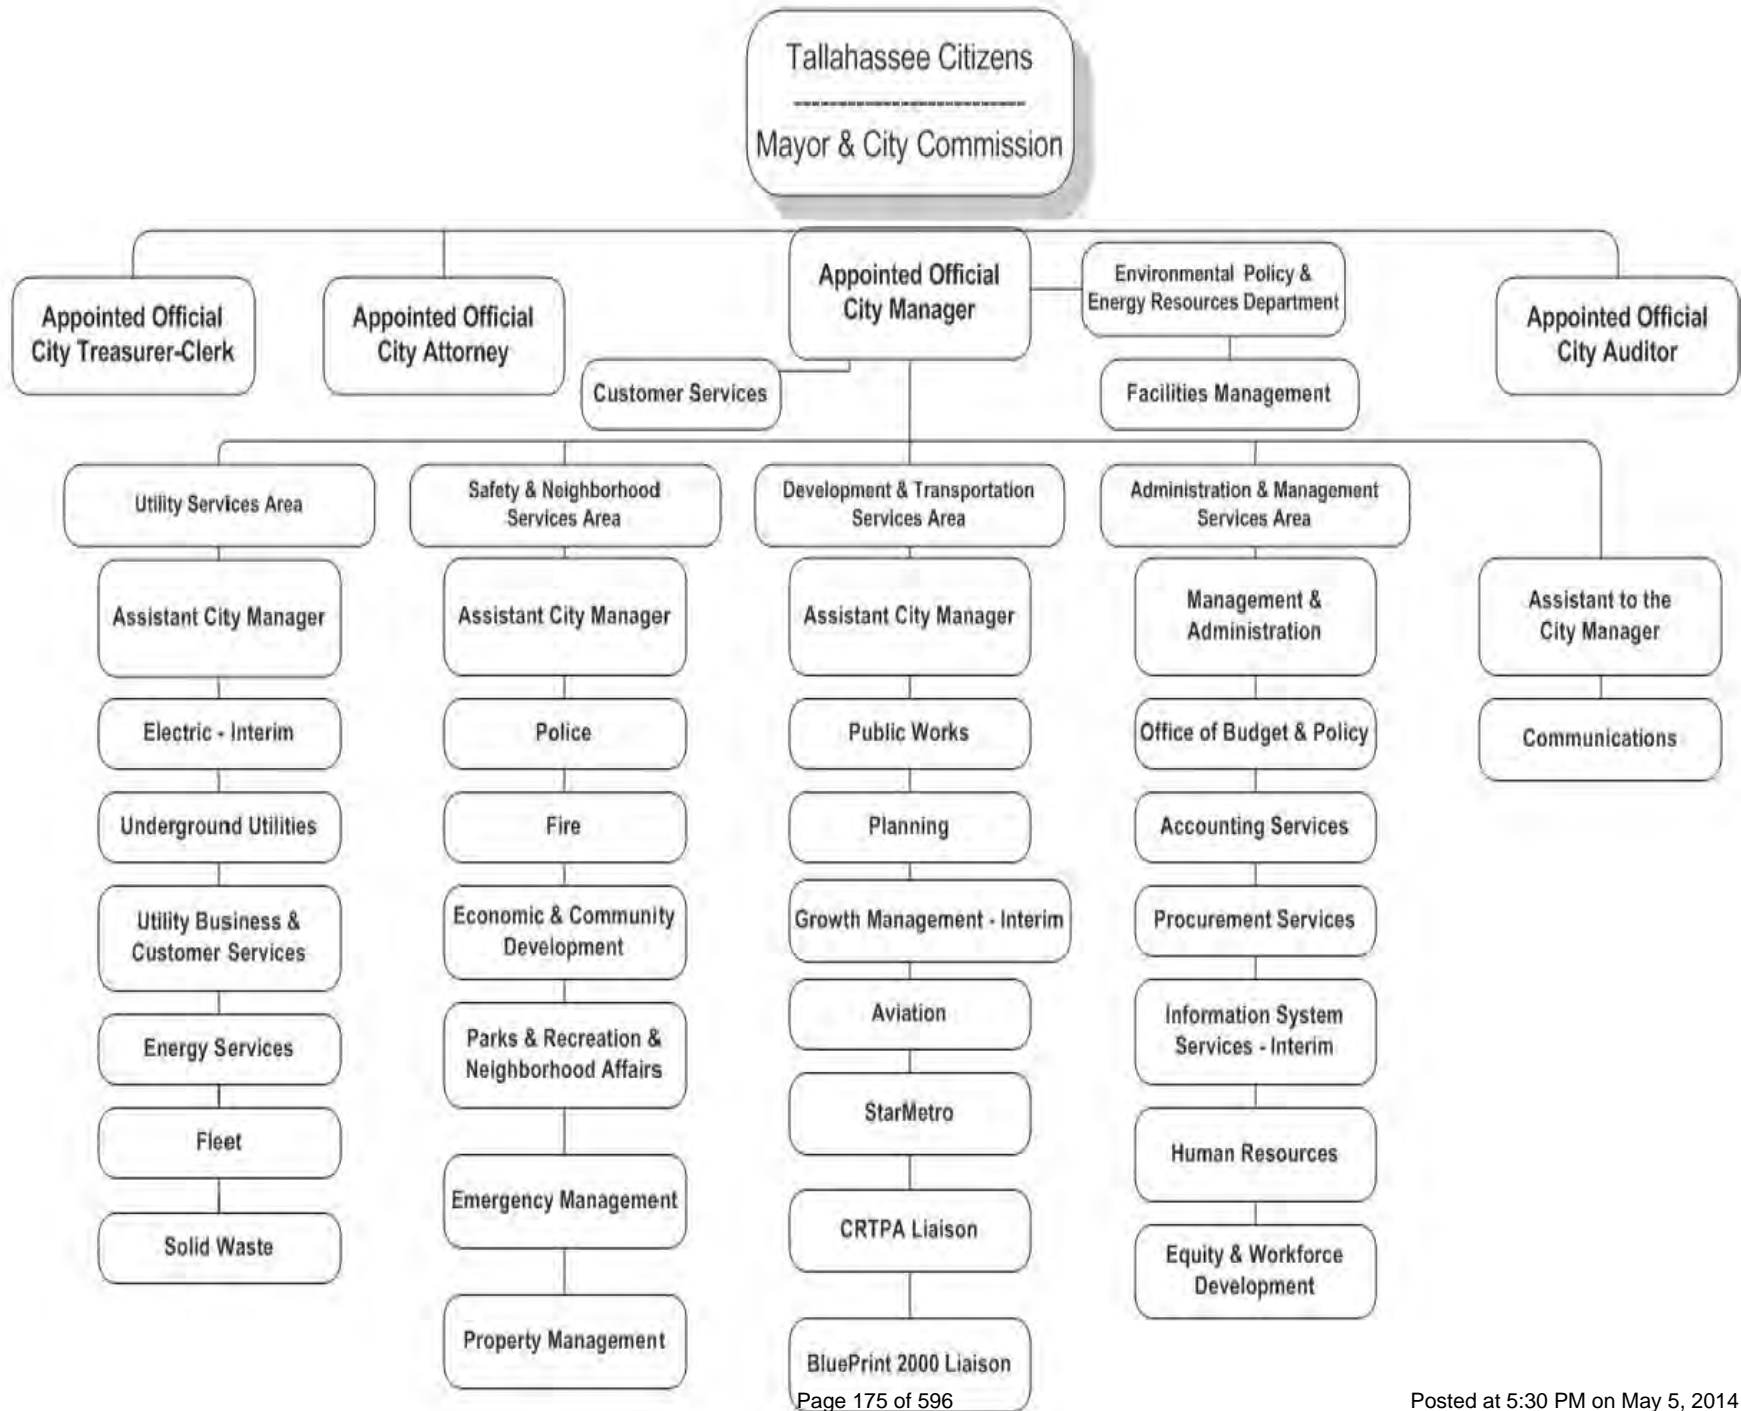 Tallahassee Citizens
--------------------------
Mayor & City Commission
Appointed Official
City Treasurer-Clerk
Appointed Official
City Attorney
Appointed Official
City Manager
Environmental Policy &
Energy Resources Department
Appointed Official
City Auditor
Customer Services
Facilities Management
Utility Services Area
Safety & Neighborhood
Services Area
Development & Transportation
Services Area
Administration & Management
Services Area
Assistant City Manager
Assistant City Manager
Assistant City Manager
Management &
Administration
Assistant to the
City Manager
Electric - Interim
Police
Public Works
Office of Budget & Policy
Communications
Underground Utilities
Fire
Planning
Accounting Services
Utility Business &
Customer Services
Economic & Community
Development
Growth Management - Interim
Procurement Services
Energy Services
Parks & Recreation &
Neighborhood Affairs
Aviation
Information System
Services - Interim
Fleet
StarMetro
Human Resources
Solid Waste
Emergency Management
CRTPA Liaison
Equity & Workforce
Development
Property Management
BluePrint 2000 Liaison
Page 175 of 596
Posted at 5:30 PM on May 5, 2014